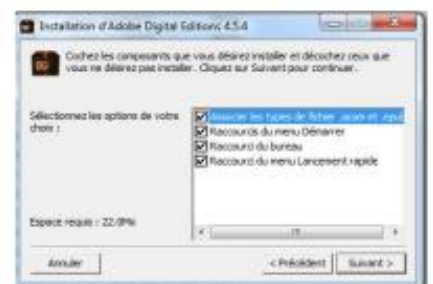 Installation d'Adobe Digital Editions 4.5.4
Cochez les composants que vous désirez installer et décochez ceux que
vous ne désirez pas installer. Cliquez sur Suivant pour continuer.
Sélectionnez les options de votre
choix :
Associer les types de fichier .acsm et .epub
Raccourcis du menu Démarrer
Raccourci du bureau
Raccourci du menu Lancement rapide
Espace requis : 22.0Mo
Annuler
< Précédent
Suivant >